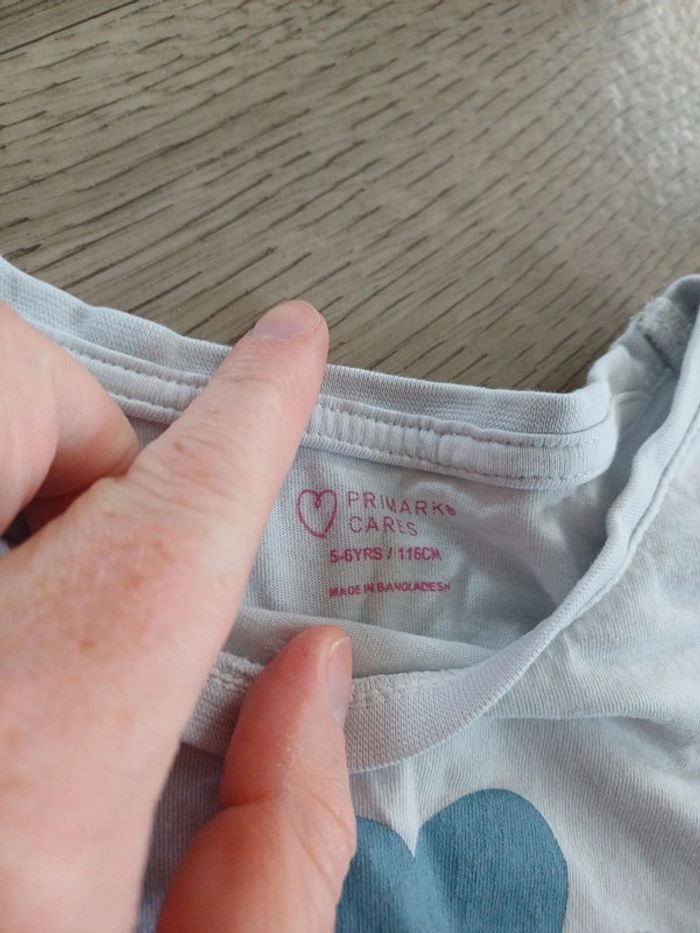 PRIMARK®
CARES
5-6YRS / 116CM
MADE IN BANGLADESH